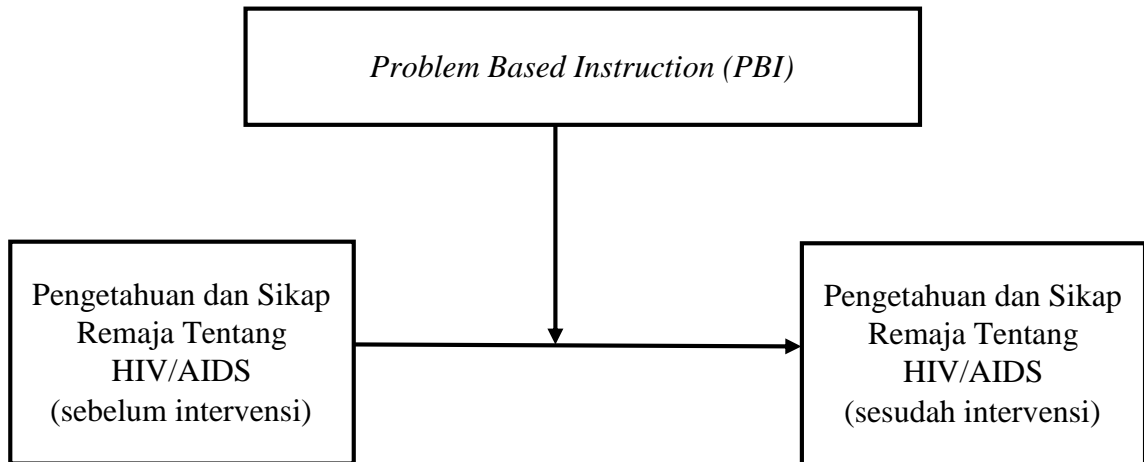 Problem Based Instruction (PBI)
Pengetahuan dan Sikap
Remaja Tentang
HIV/AIDS
(sebelum intervensi)
Pengetahuan dan Sikap
Remaja Tentang
HIV/AIDS
(sesudah intervensi)